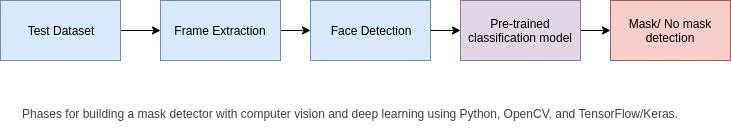 Test Dataset
Frame Extraction
Face Detection
Pre-trained
classification model
Mask/ No mask
detection
Phases for building a mask detector with computer vision and deep learning using Python, OpenCV, and TensorFlow/Keras.